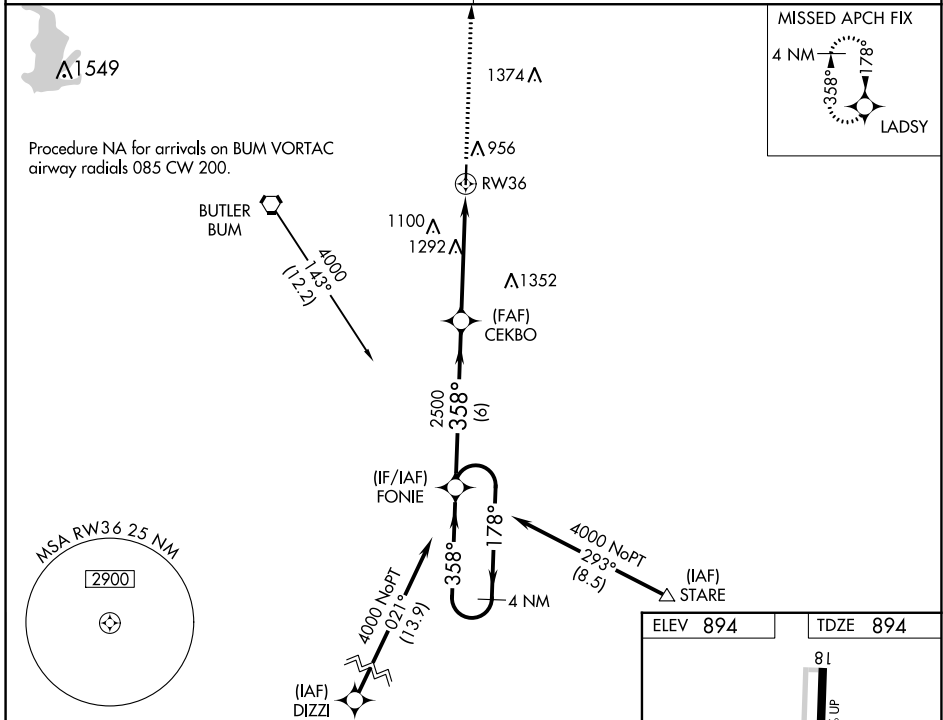 MISSED APCH FIX
4 NM
358°
178°
LADSY
1549
1374
Procedure NA for arrivals on BUM VORTAC
airway radials 085 CW 200.
956
RW36
BUTLER
BUM
1100
1292
4000
143°
(12.2)
1352
(FAF)
CEKBO
2500
358°
(6)
(IF/IAF)
FONIE
358°
178°
4 NM
4000 NoPT
293°
(8.5)
(IAF)
STARE
MSA RW36 25 NM
2900
4000 NoPT
021°
(13.9)
(IAF)
DIZZI
ELEV 894
TDZE 894
18
UP